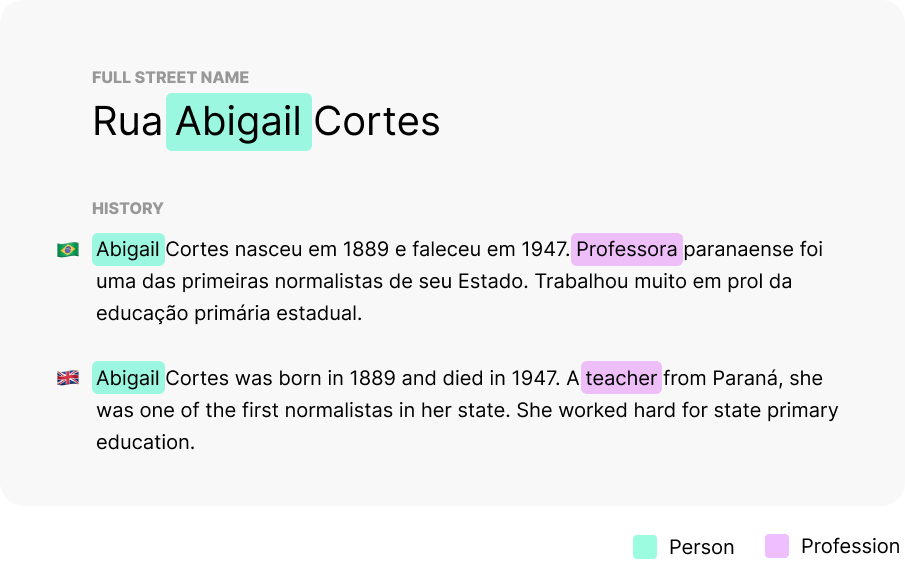 FULL STREET NAME
Rua Abigail Cortes
HISTORY
Abigail Cortes nasceu em 1889 e faleceu em 1947. Professora paranaense foi
uma das primeiras normalistas de seu Estado. Trabalhou muito em prol da
educação primária estadual.
Abigail Cortes was born in 1889 and died in 1947. A teacher from Paraná, she
was one of the first normalistas in her state. She worked hard for state primary
education.
Person Profession